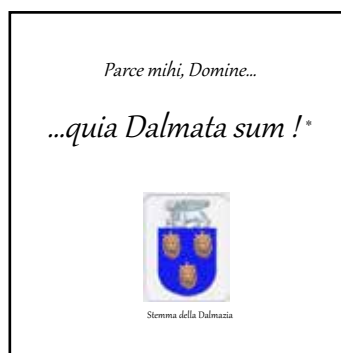 Parce mihi, Domine...
...quia Dalmata sum ! *
Stemma della Dalmazia